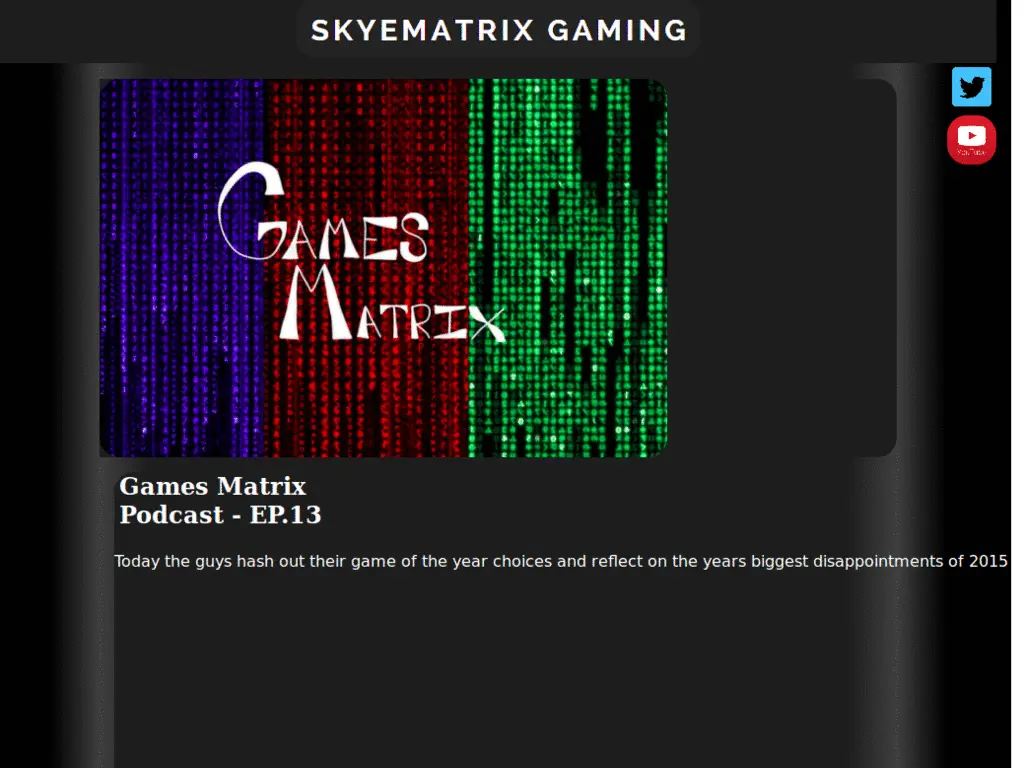 SKYEMATRIX GAMING
GAMES
MATRIX
YouTube
Games Matrix
Podcast - EP.13
Today the guys hash out their game of the year choices and reflect on the years biggest disappointments of 2015